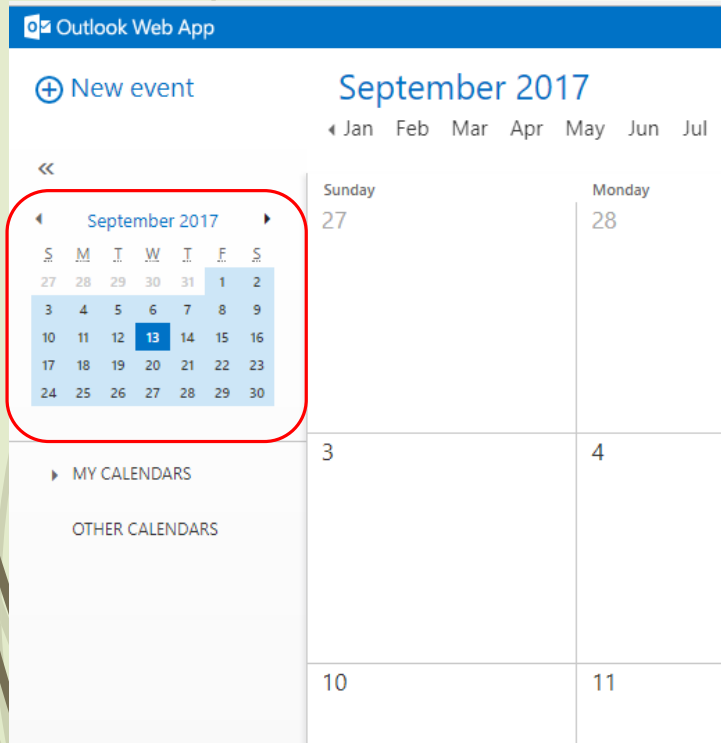 Outlook Web App
New event
September 2017
Jan Feb Mar Apr May Jun Jul
«
September 2017
S M T W T F S
27 28 29 30 31 1 2
3 4 5 6 7 8 9
10 11 12 13 14 15 16
17 18 19 20 21 22 23
24 25 26 27 28 29 30
MY CALENDARS
OTHER CALENDARS
Sunday Monday
27 28
3 4
10 11